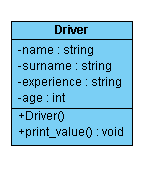 Driver
-name : string
-surname : string
-experience : string
-age : int
+Driver()
+print_value() : void